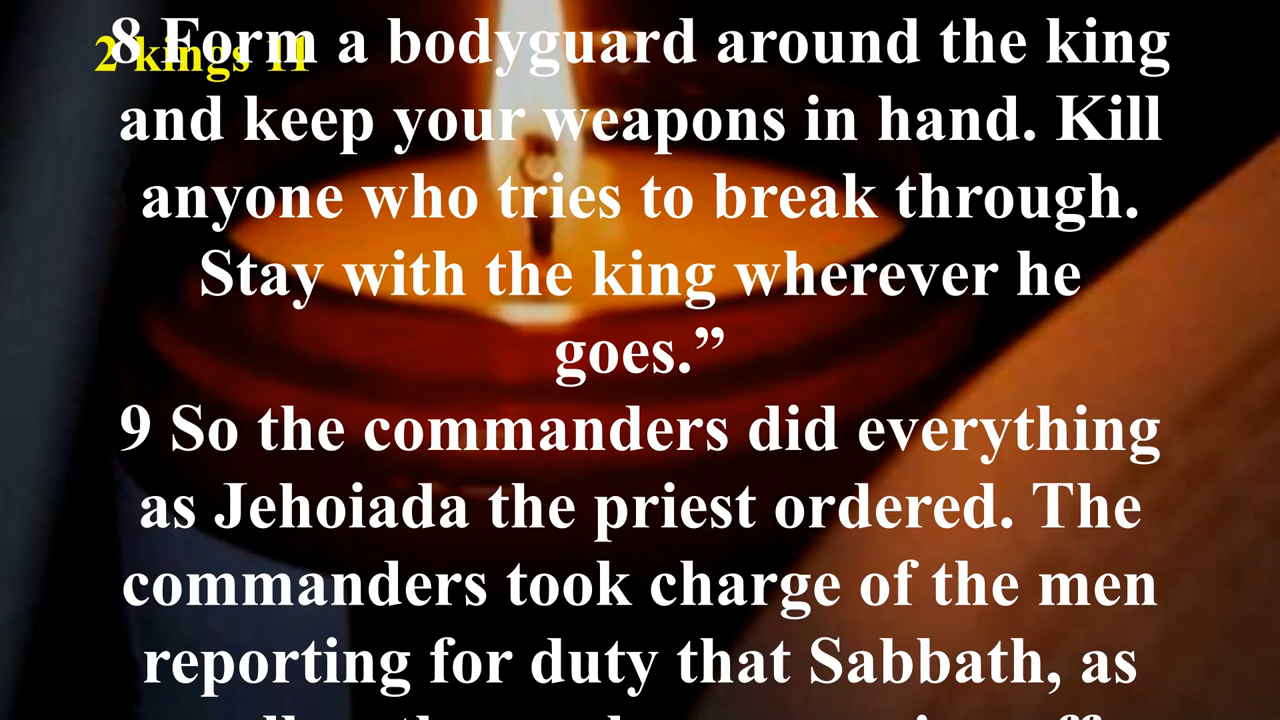 2 kings 11
8 Form a bodyguard around the king
and keep your weapons in hand. Kill
anyone who tries to break through.
Stay with the king wherever he
goes.”
9 So the commanders did everything
as Jehoiada the priest ordered. The
commanders took charge of the men
reporting for duty that Sabbath, as